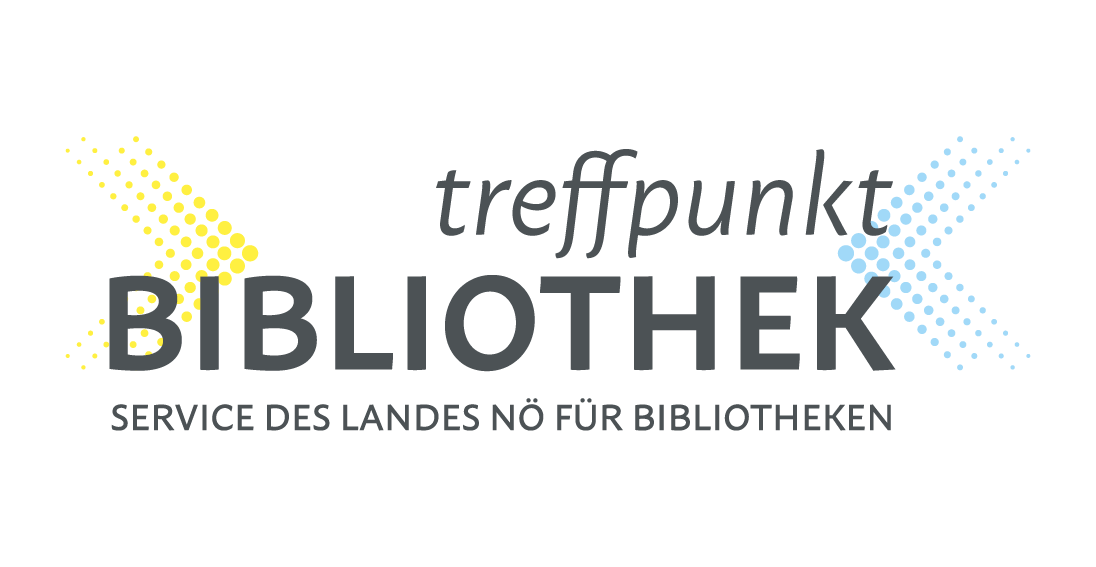 treffpunkt
BIBLIOTHEK
SERVICE DES LANDES NÖ FÜR BIBLIOTHEKEN